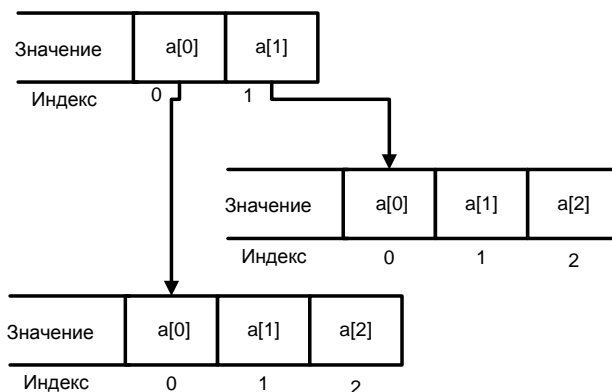 Значение a[0] a[1]
Индекс 0 1
Значение a[0] a[1] a[2]
Индекс 0 1 2
Значение a[0] a[1] a[2]
Индекс 0 1 2